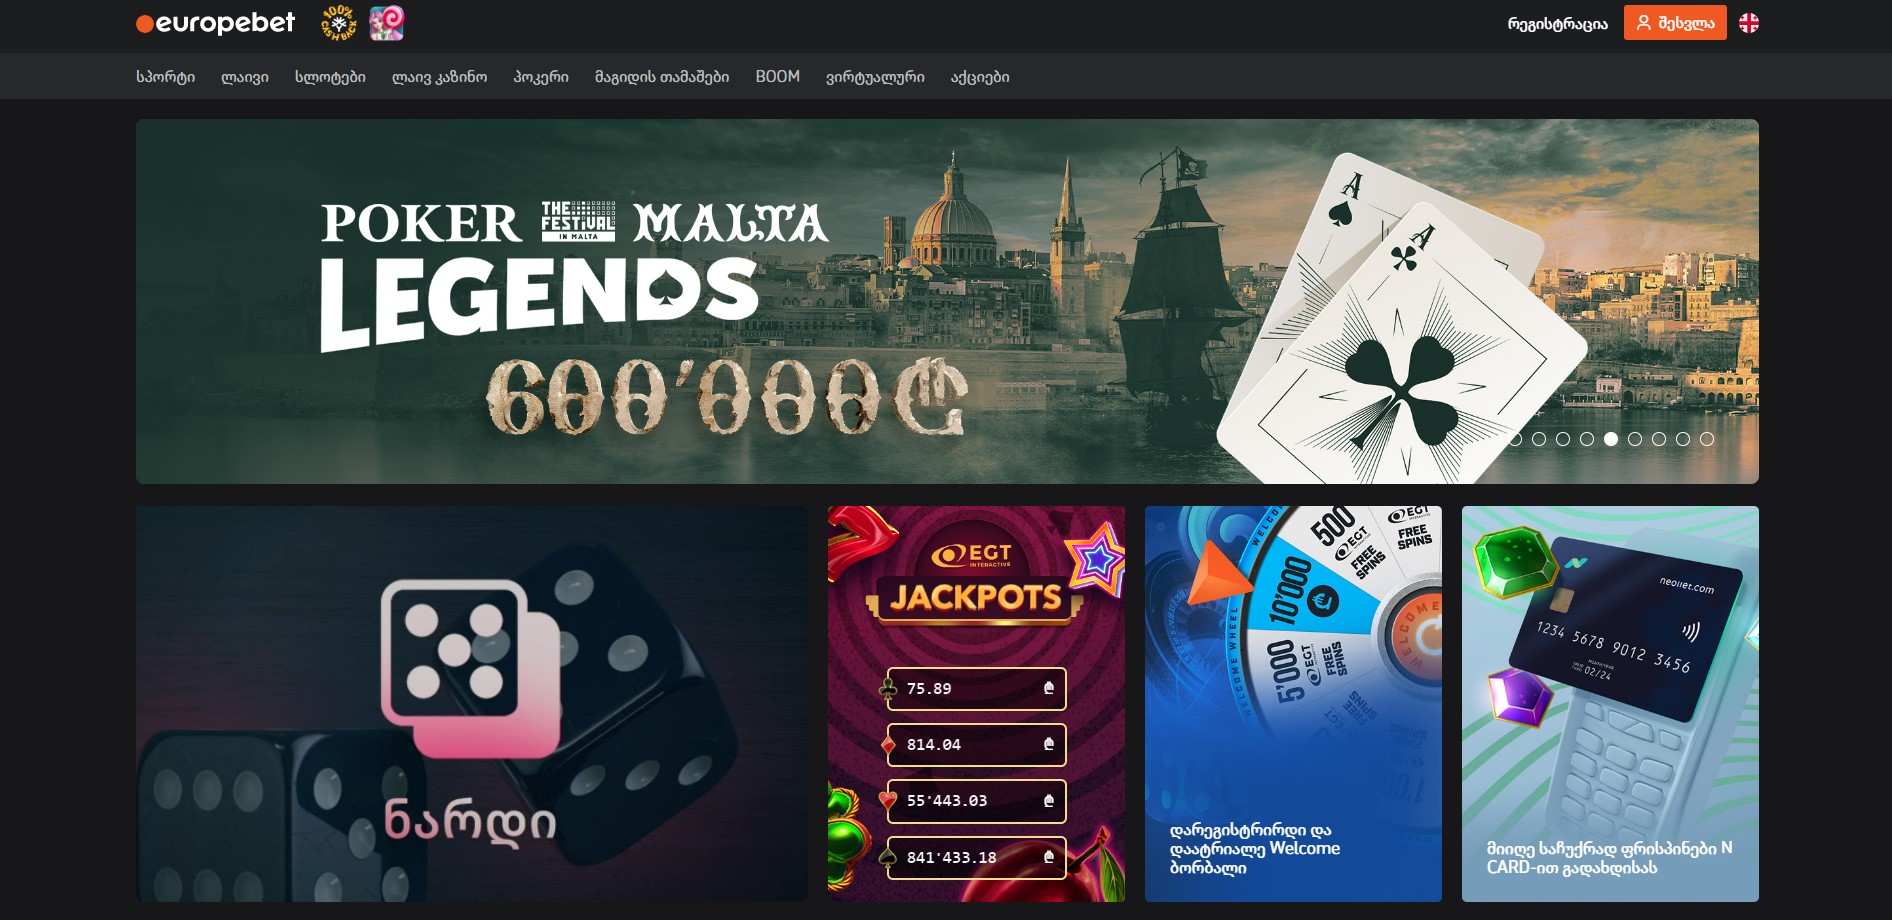 europebet
100% CASHBACK
რეგისტრაცია
შესვლა
სპორტი ლაივი სლოტები ლაივ კაზინო პოკერი მაგიდის თამაშები BOOM ვირტუალური აქციები
POKER THE FESTIVAL IN MALTA MALTA
LEGENDS
600'000₾
A
A
ნარდი
EGT
INTERACTIVE
JACKPOTS
75.89 ₾
814.04 ₾
55'443.03 ₾
841'433.18 ₾
WELCOME WHEEL
500 EGT FREE SPINS
EGT FREE SPINS
10'000 ₾
5'000 EGT FREE SPINS
FREE SPINS
WELCOME
დარეგისტრირდი და
დაატრიალე Welcome
ბორბალი
1234 5678 9012 3456
02/24
მიიღე საჩუქრად ფრისპინები N
CARD-ით გადახდისას